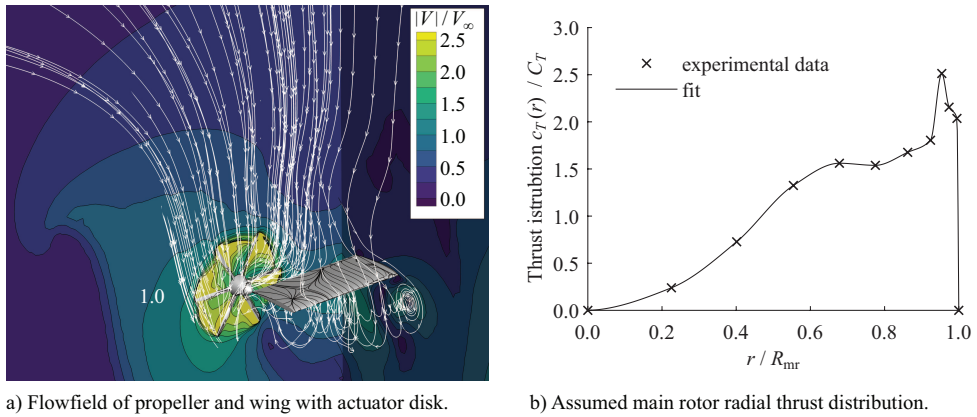 |V| / V∞
2.5
2.0
1.5
1.0
0.5
0.0
1.0
a) Flowfield of propeller and wing with actuator disk.
Thrust istrubtion c_T(r) / C_T
3.0
2.5
2.0
1.5
1.0
0.5
0.0
× experimental data
fit
0.0 0.2 0.4 0.6 0.8 1.0
r / R_mr
b) Assumed main rotor radial thrust distribution.